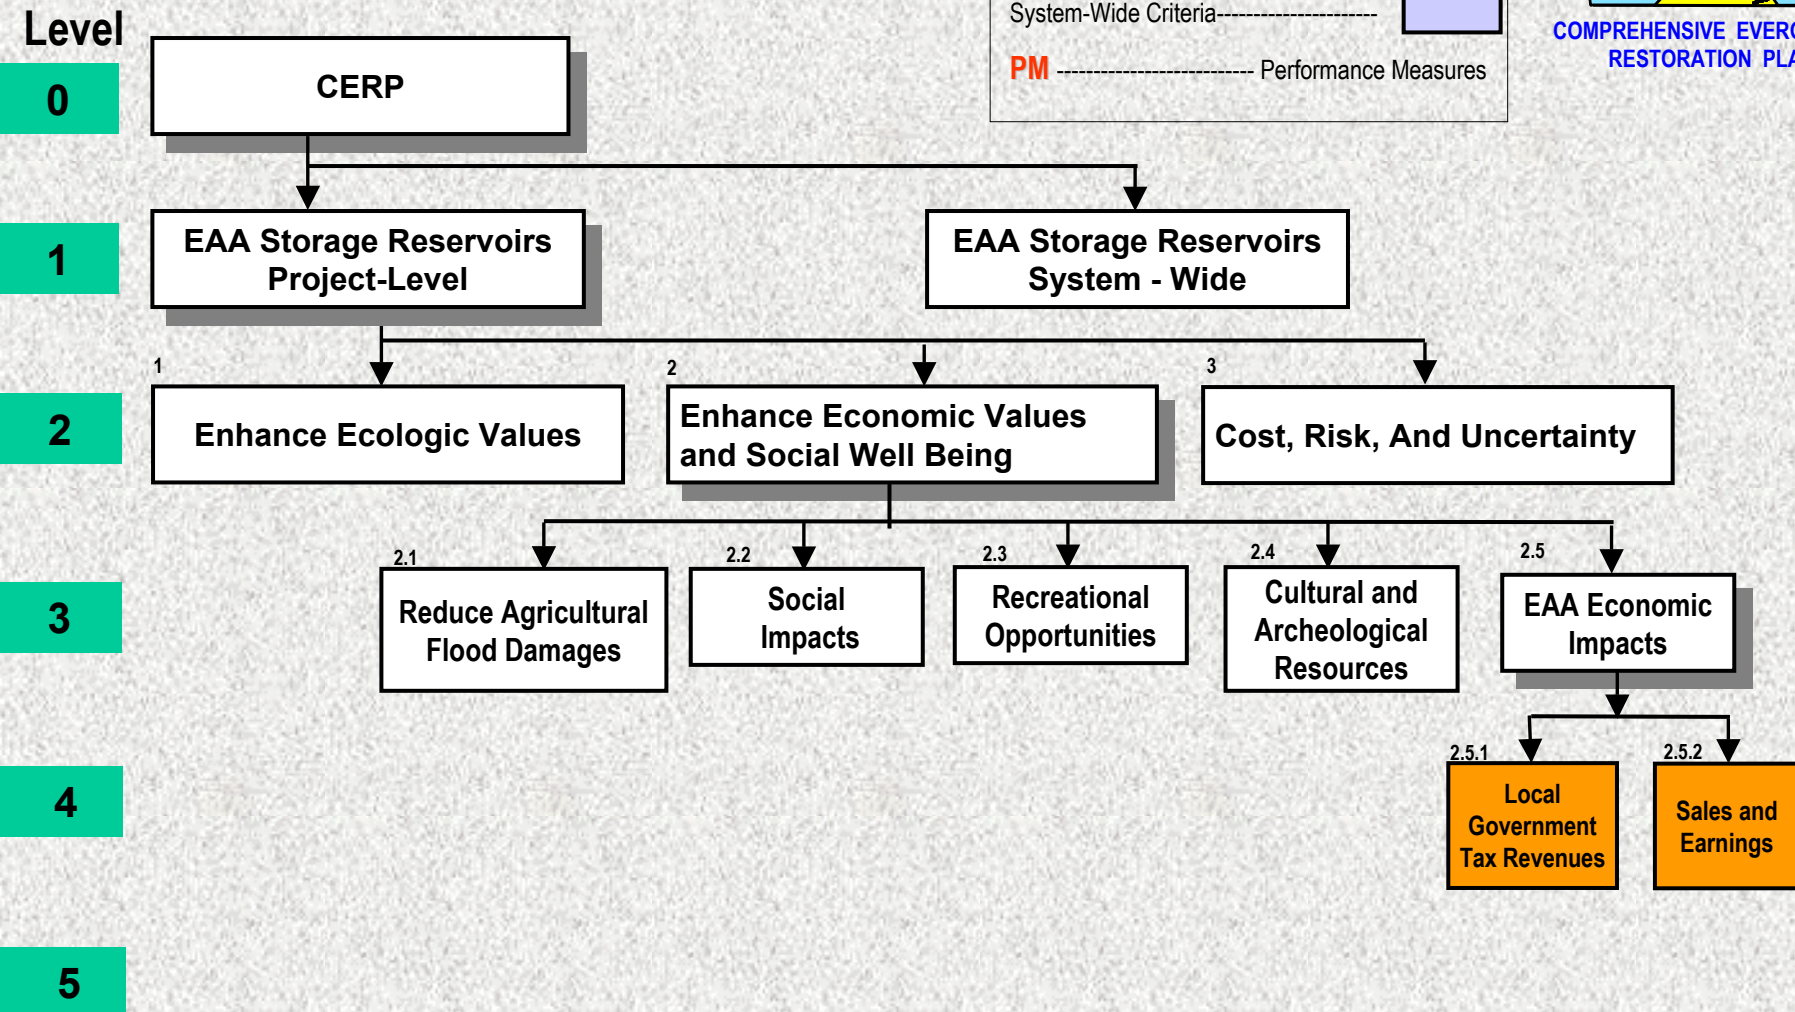 Level
System-Wide Criteria----------------------
PM --------------------------- Performance Measures
COMPREHENSIVE EVERG
RESTORATION PLA
0
CERP
1
EAA Storage Reservoirs
Project-Level
EAA Storage Reservoirs
System - Wide
2
1
Enhance Ecologic Values
2
Enhance Economic Values
and Social Well Being
3
Cost, Risk, And Uncertainty
3
2.1
Reduce Agricultural
Flood Damages
2.2
Social
Impacts
2.3
Recreational
Opportunities
2.4
Cultural and
Archeological
Resources
2.5
EAA Economic
Impacts
4
2.5.1
Local
Government
Tax Revenues
2.5.2
Sales and
Earnings
5